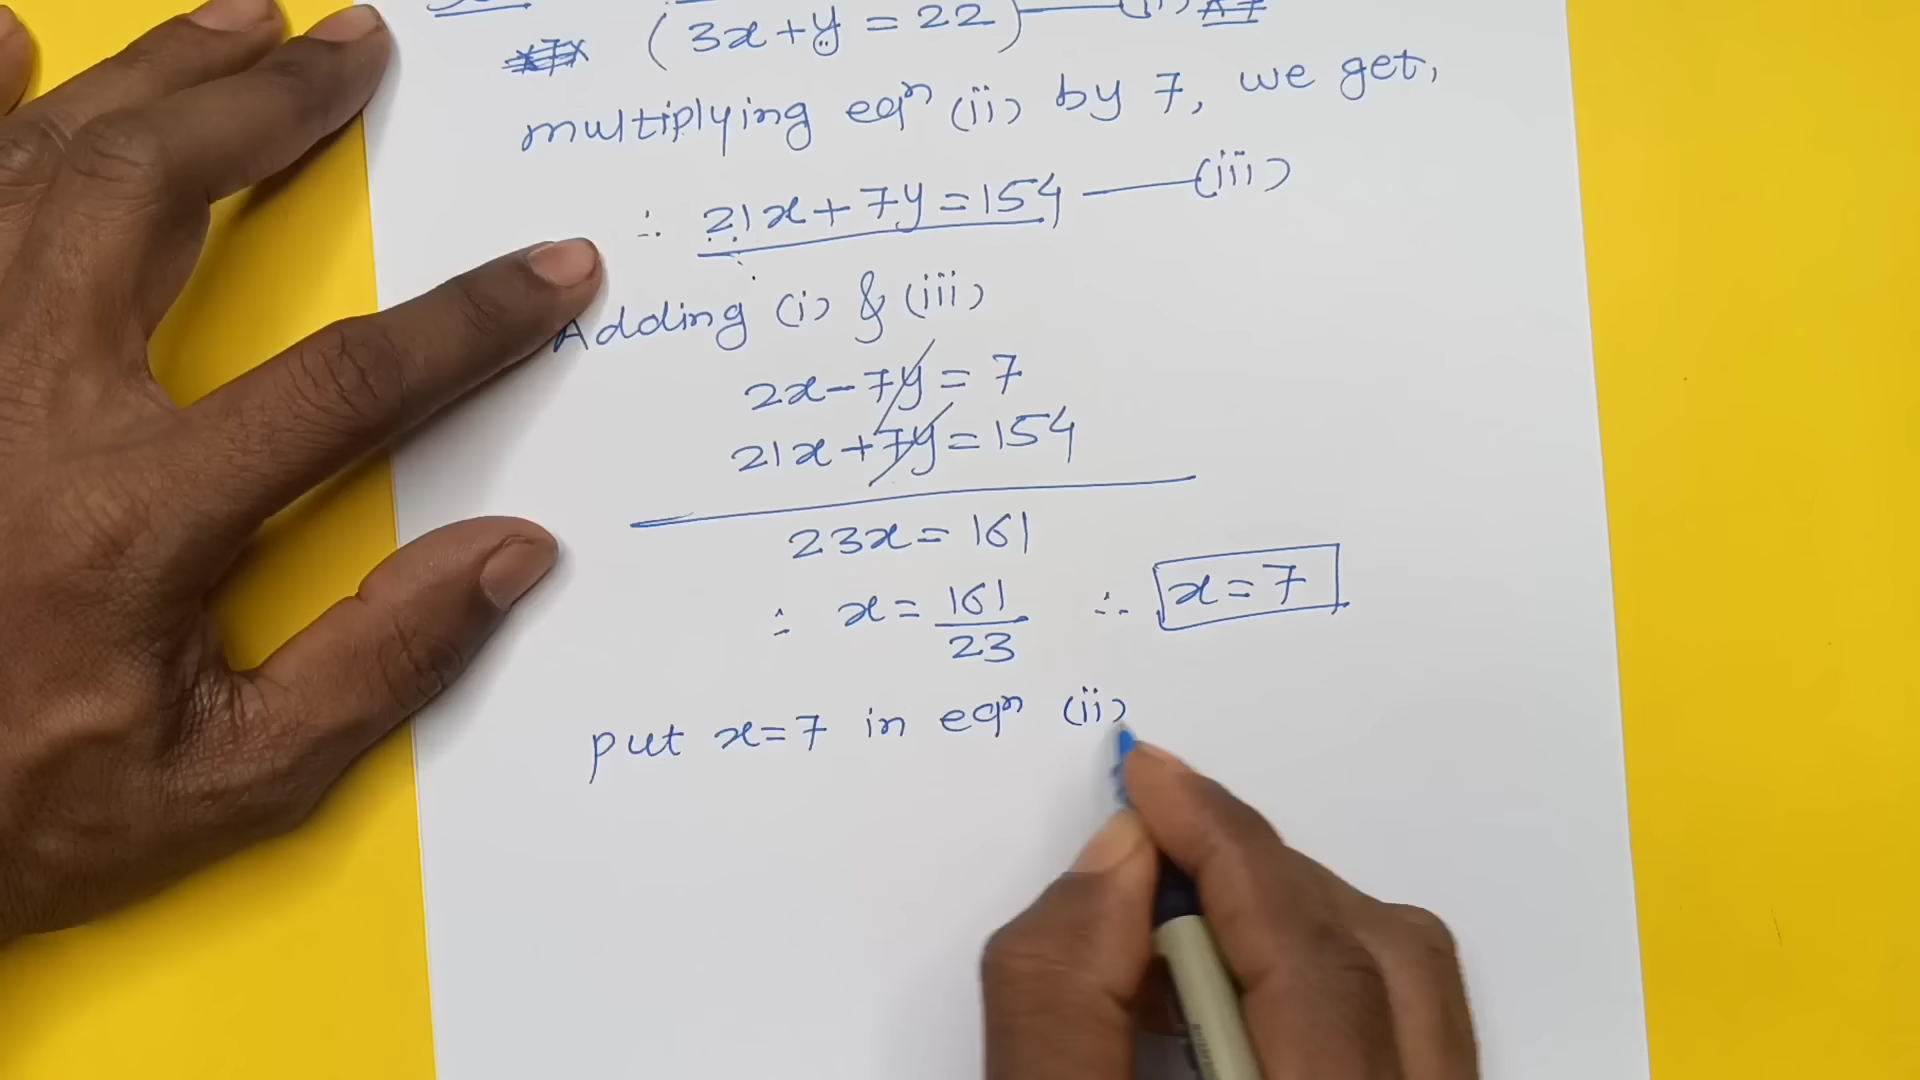 (3x+y=22) (ii)
multiplying eqⁿ (ii) by 7, we get,
∴ 21x+7y=154 —— (iii)
Adding (i) & (iii)
2x-7y=7
21x+7y=154
23x=161
∴ x=161/23 ∴ x=7
put x=7 in eqⁿ (ii)